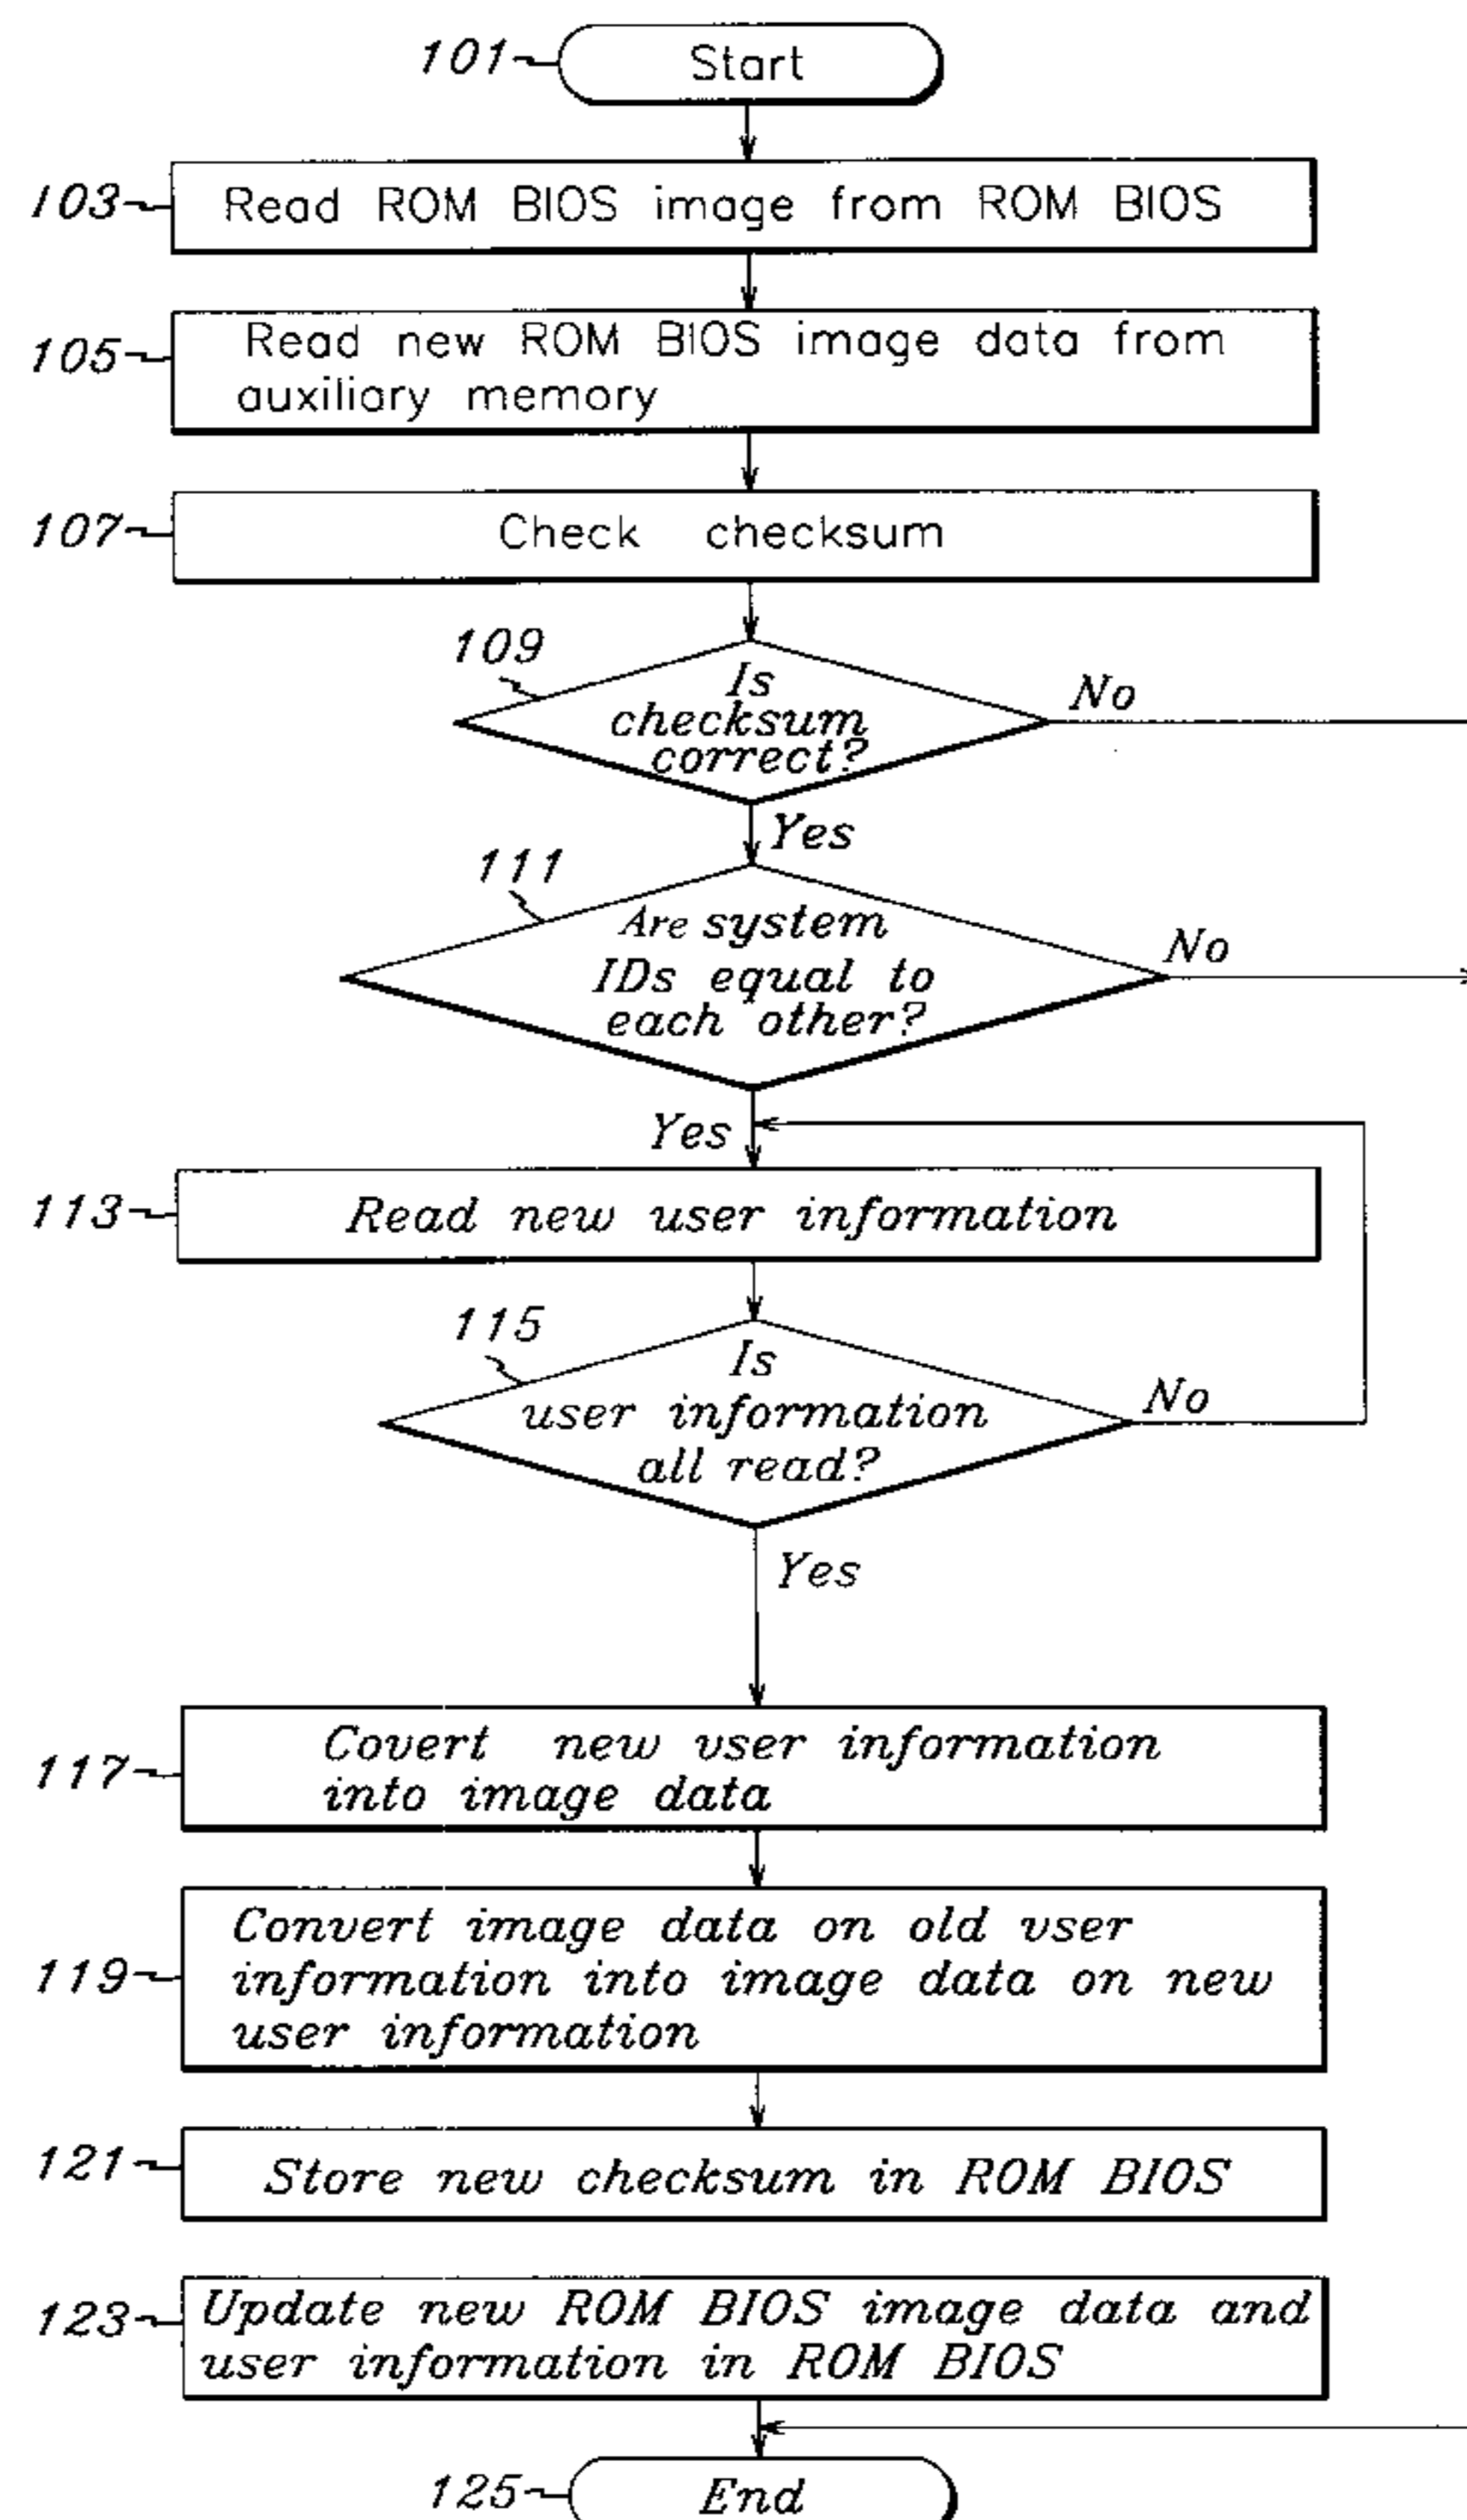 101
Start
103
Read ROM BIOS image from ROM BIOS
105
Read new ROM BIOS image data from
auxiliary memory
107
Check checksum
109
Is
checksum
correct?
No
Yes
111
Are system
IDs equal to
each other?
No
Yes
113
Read new user information
115
Is
user information
all read?
No
Yes
117
Covert new vser information
into image data
119
Convert image data on old vser
information into image data on new
user information
121
Store new checksum in ROM BIOS
123
Update new ROM BIOS image data and
user information in ROM BIOS
125
End